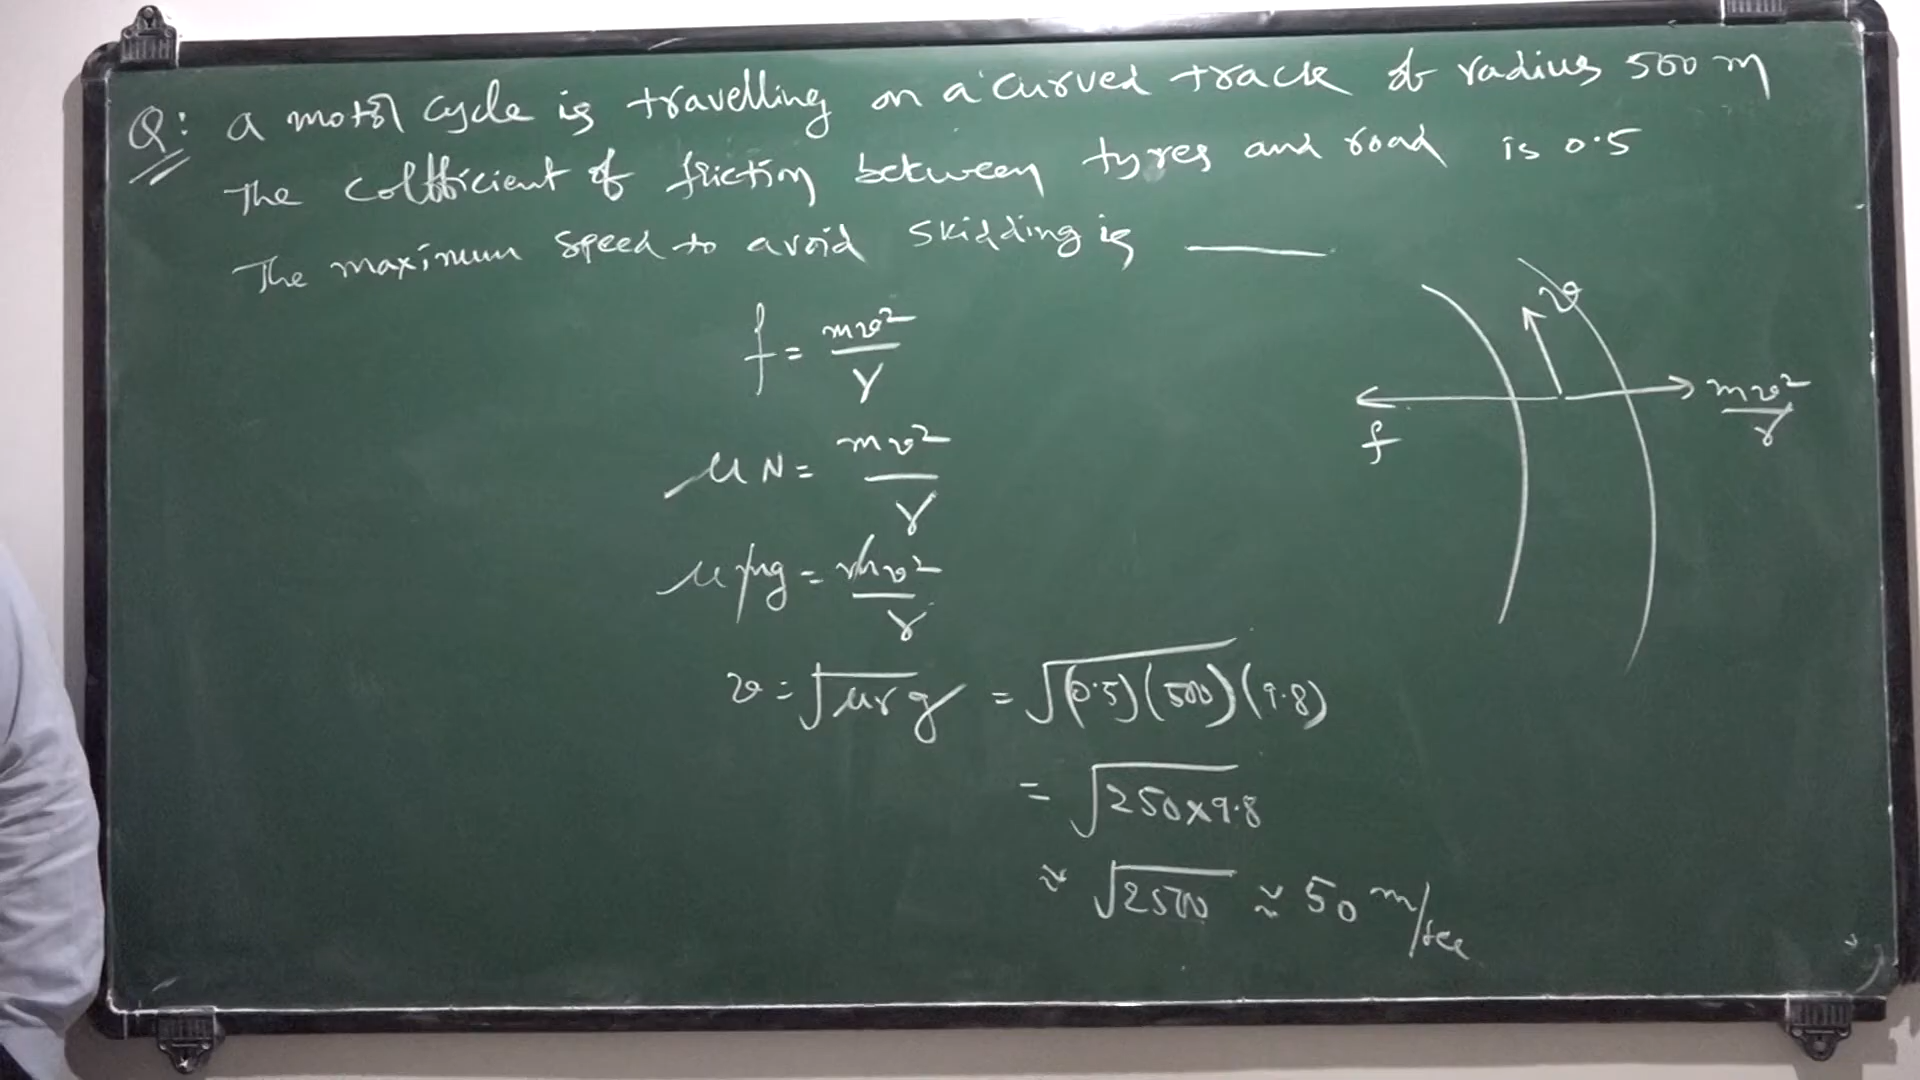 Q: a motor cycle is travelling on a curved track of radius 500 m
The coefficient of friction between tyres and road is 0.5
The maximum speed to avoid skidding is ______
f = mv²/r
μN = mv²/r
μmg = mv²/r
v = √μrg = √(0.5)(500)(9.8)
= √250×9.8
≈ √2500 ≈ 50 m/sec
v
f
mv²/r